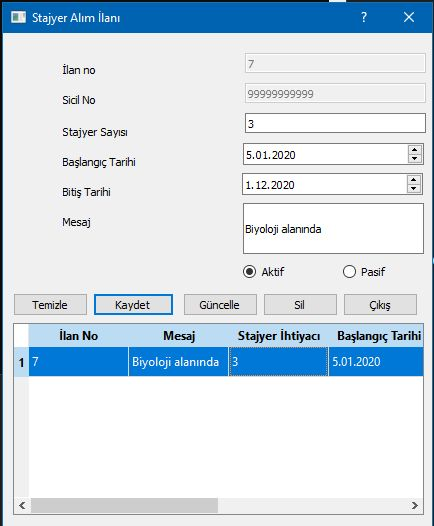 Stajyer Alım İlanı
İlan no 7
Sicil No 99999999999
Stajyer Sayısı 3
Başlangıç Tarihi 5.01.2020
Bitiş Tarihi 1.12.2020
Mesaj Biyoloji alanında
Aktif Pasif
Temizle Kaydet Güncelle Sil Çıkış
İlan No Mesaj Stajyer İhtiyacı Başlangıç Tarihi
1 7 Biyoloji alanında 3 5.01.2020